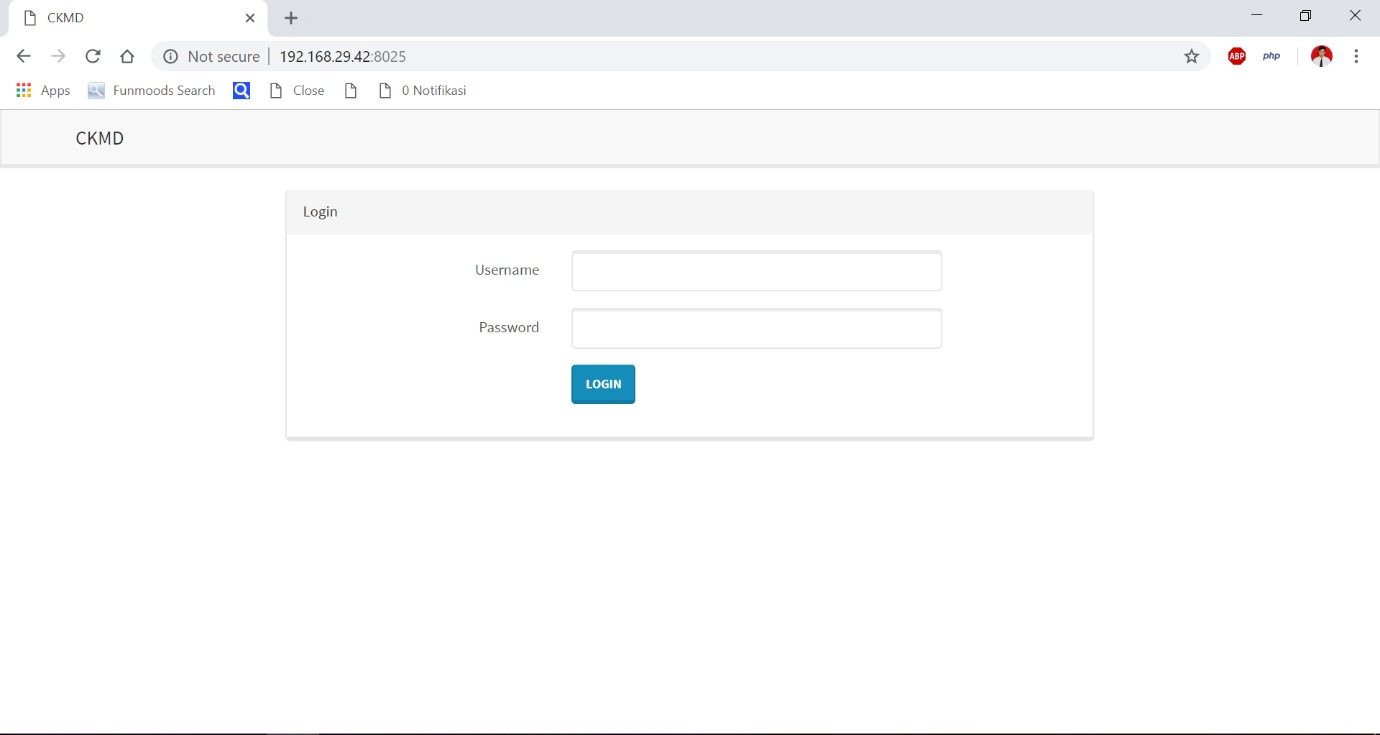 CKMD
Not secure 192.168.29.42:8025 ABP php
Apps Funmoods Search Close 0 Notifikasi
CKMD
Login
Username
Password
LOGIN